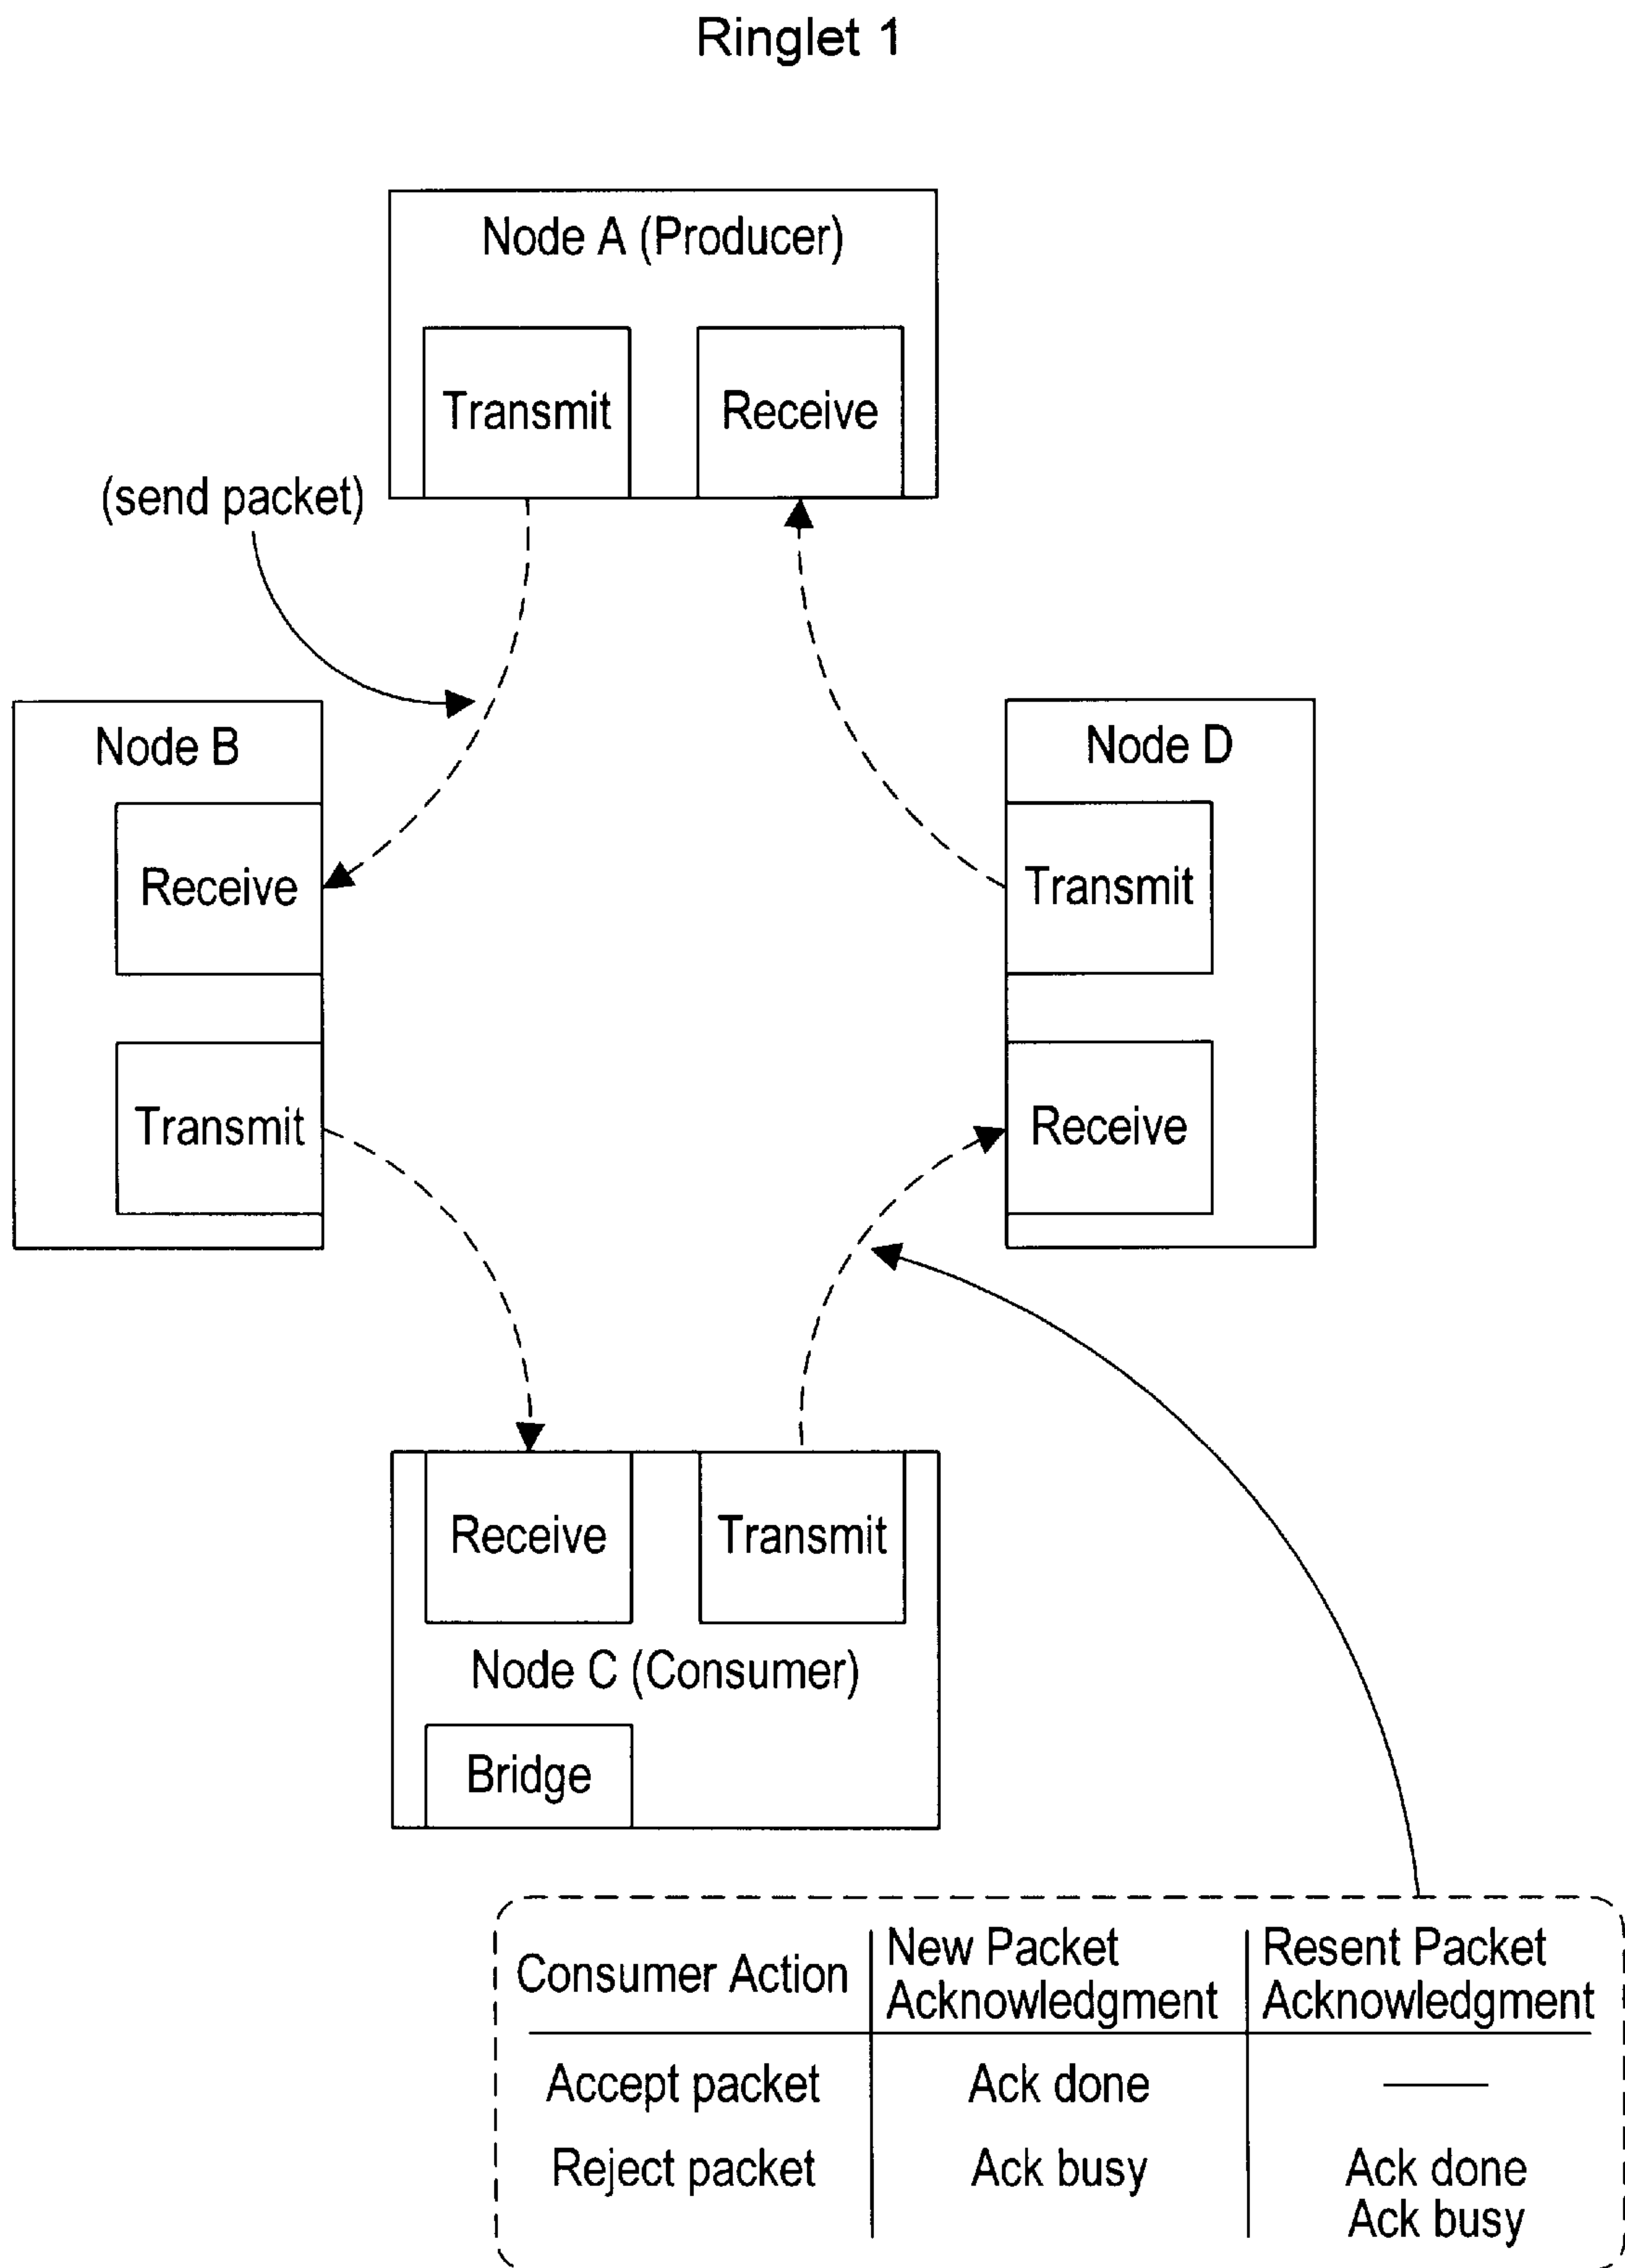 Ringlet 1
Node A (Producer)
Transmit
Receive
(send packet)
Node B
Node D
Receive
Transmit
Transmit
Receive
Receive
Transmit
Node C (Consumer)
Bridge
Consumer Action
New Packet
Acknowledgment
Resent Packet
Acknowledgment
Accept packet
Ack done
Reject packet
Ack busy
Ack done
Ack busy